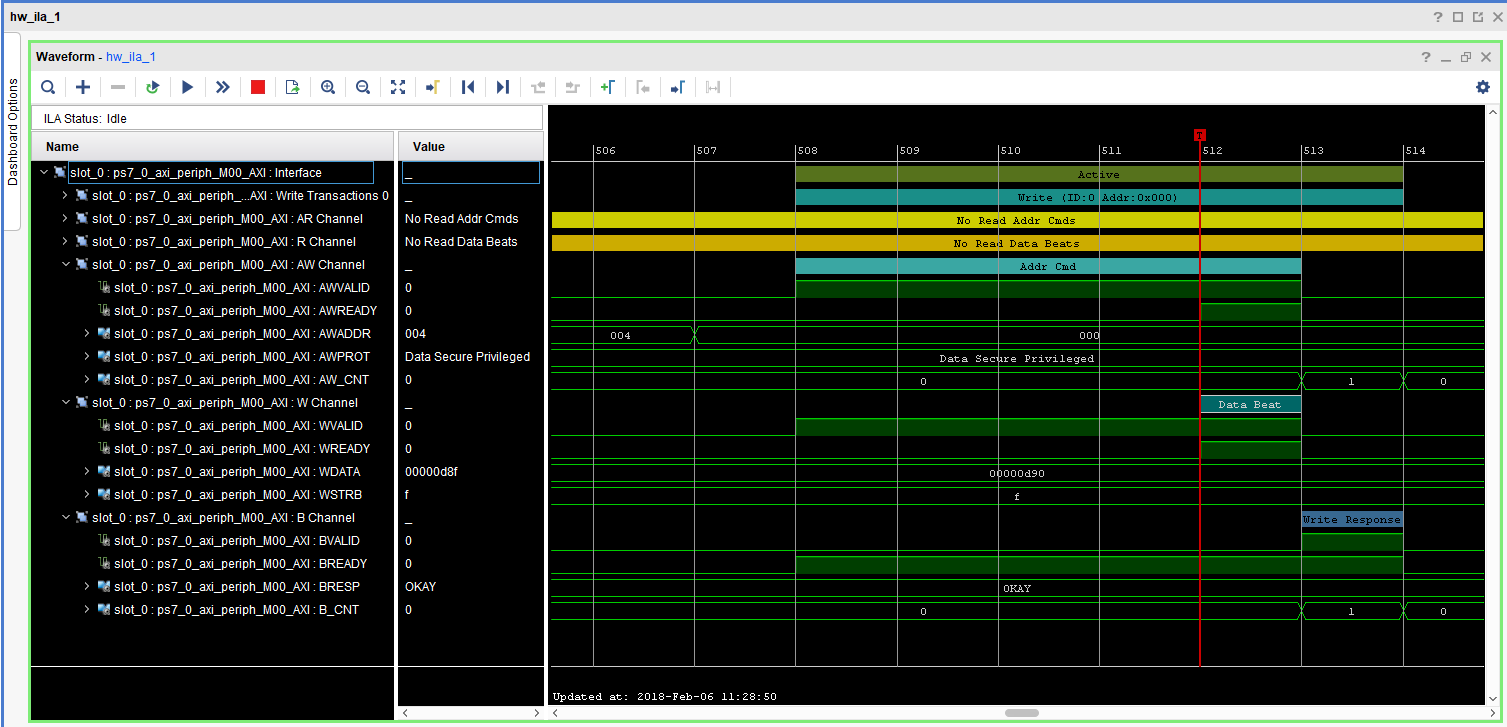 hw_ila_1
Dashboard Options
Waveform - hw_ila_1
ILA Status: Idle
Name Value
506 507 508 509 510 511 512 513 514
T
slot_0 : ps7_0_axi_periph_M00_AXI : Interface _ Active
slot_0 : ps7_0_axi_periph_...AXI : Write Transactions 0 _ Write (ID:0 Addr:0x000)
slot_0 : ps7_0_axi_periph_M00_AXI : AR Channel No Read Addr Cmds No Read Addr Cmds
slot_0 : ps7_0_axi_periph_M00_AXI : R Channel No Read Data Beats No Read Data Beats
slot_0 : ps7_0_axi_periph_M00_AXI : AW Channel _ Addr Cmd
slot_0 : ps7_0_axi_periph_M00_AXI : AWVALID 0
slot_0 : ps7_0_axi_periph_M00_AXI : AWREADY 0
slot_0 : ps7_0_axi_periph_M00_AXI : AWADDR 004 004 000
slot_0 : ps7_0_axi_periph_M00_AXI : AWPROT Data Secure Privileged Data Secure Privileged
slot_0 : ps7_0_axi_periph_M00_AXI : AW_CNT 0 0 1 0
slot_0 : ps7_0_axi_periph_M00_AXI : W Channel _ Data Beat
slot_0 : ps7_0_axi_periph_M00_AXI : WVALID 0
slot_0 : ps7_0_axi_periph_M00_AXI : WREADY 0
slot_0 : ps7_0_axi_periph_M00_AXI : WDATA 00000d8f 00000d90
slot_0 : ps7_0_axi_periph_M00_AXI : WSTRB f f
slot_0 : ps7_0_axi_periph_M00_AXI : B Channel _ Write Response
slot_0 : ps7_0_axi_periph_M00_AXI : BVALID 0
slot_0 : ps7_0_axi_periph_M00_AXI : BREADY 0
slot_0 : ps7_0_axi_periph_M00_AXI : BRESP OKAY OKAY
slot_0 : ps7_0_axi_periph_M00_AXI : B_CNT 0 0 1 0
Updated at: 2018-Feb-06 11:28:50